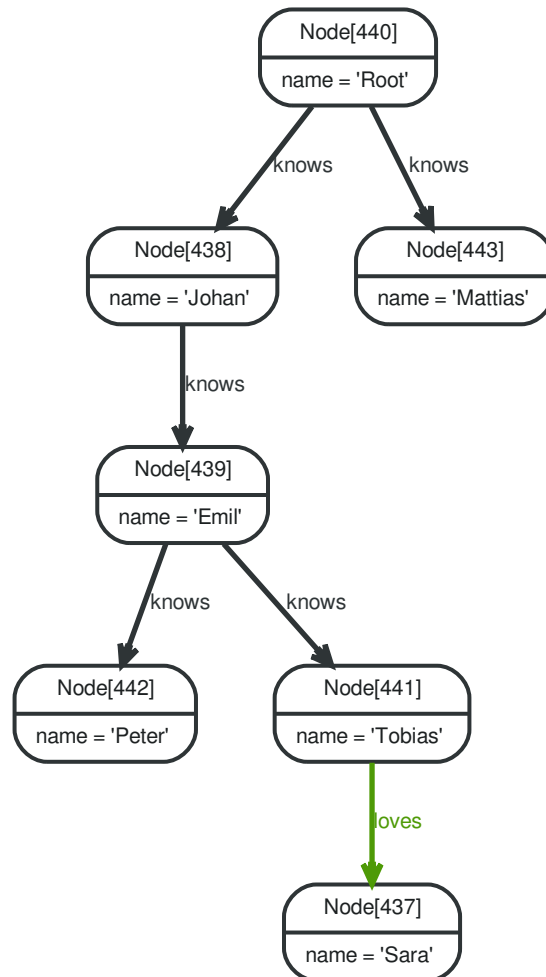 Node[440]
name = 'Root'
knows
knows
Node[438]
name = 'Johan'
Node[443]
name = 'Mattias'
knows
Node[439]
name = 'Emil'
knows
knows
Node[442]
name = 'Peter'
Node[441]
name = 'Tobias'
loves
Node[437]
name = 'Sara'